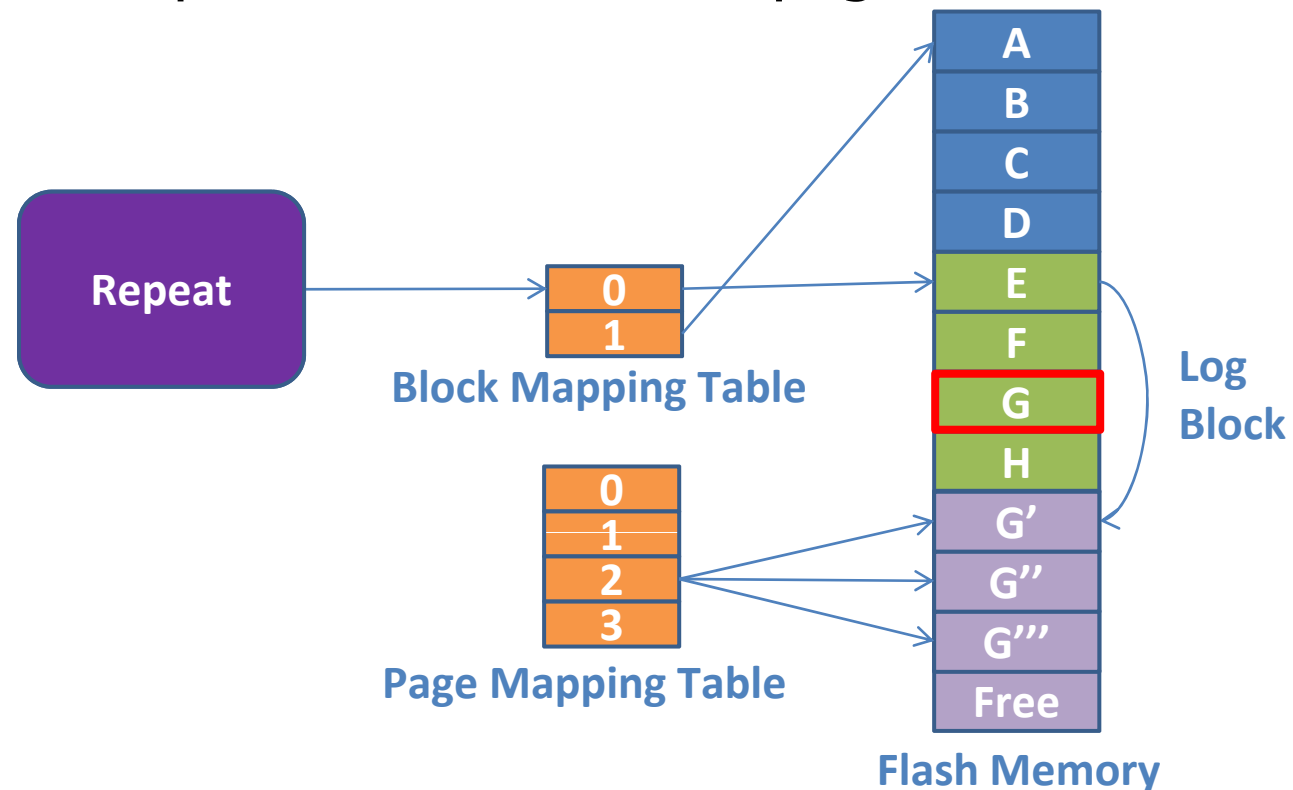 Repeat
0
1
Block Mapping Table
0
1
2
3
Page Mapping Table
A
B
C
D
E
F
G
H
G’
G’’
G’’’
Free
Flash Memory
Log
Block